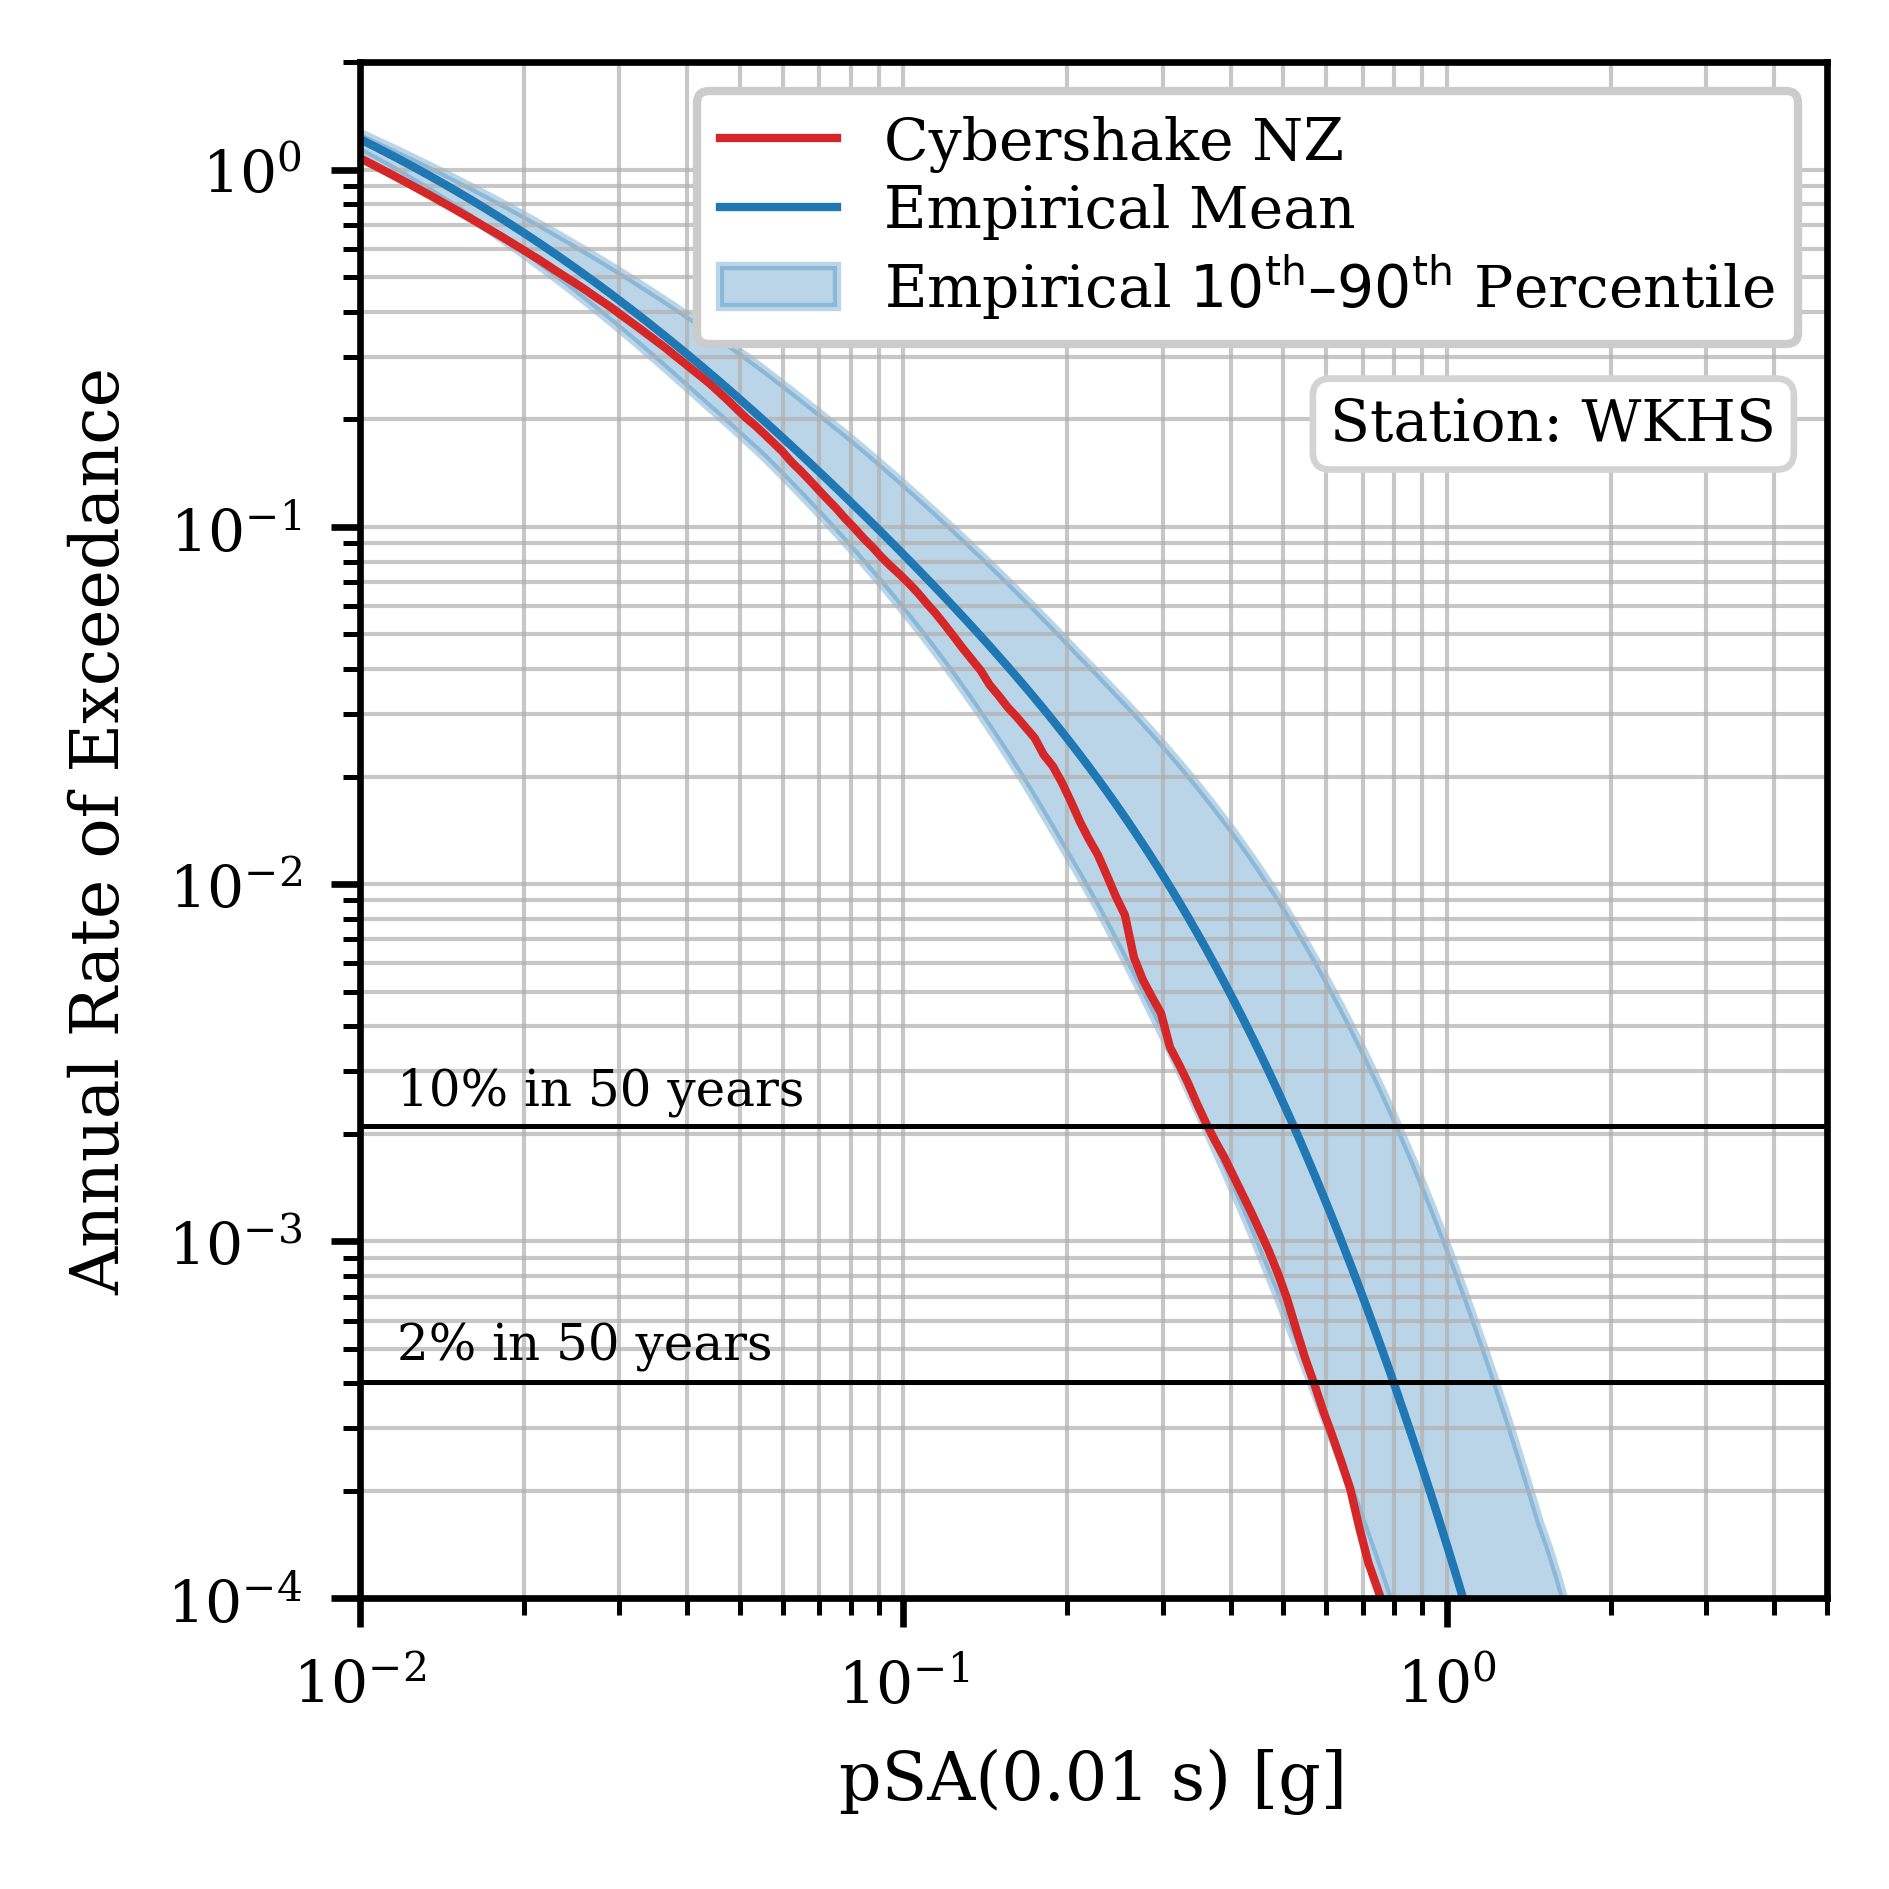 Cybershake NZ
Empirical Mean
Empirical 10th–90th Percentile
Station: WKHS
Annual Rate of Exceedance
10⁰
10⁻¹
10⁻²
10⁻³
10⁻⁴
10% in 50 years
2% in 50 years
10⁻²
10⁻¹
10⁰
pSA(0.01 s) [g]